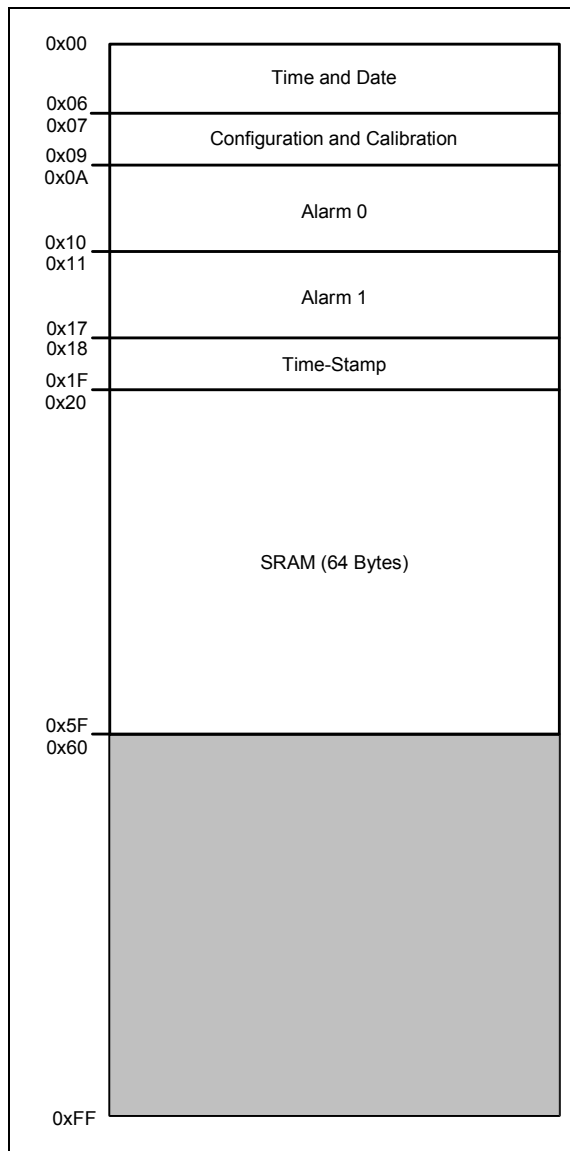 0x00
Time and Date
0x06
0x07
Configuration and Calibration
0x09
0x0A
Alarm 0
0x10
0x11
Alarm 1
0x17
0x18
Time-Stamp
0x1F
0x20
SRAM (64 Bytes)
0x5F
0x60
0xFF